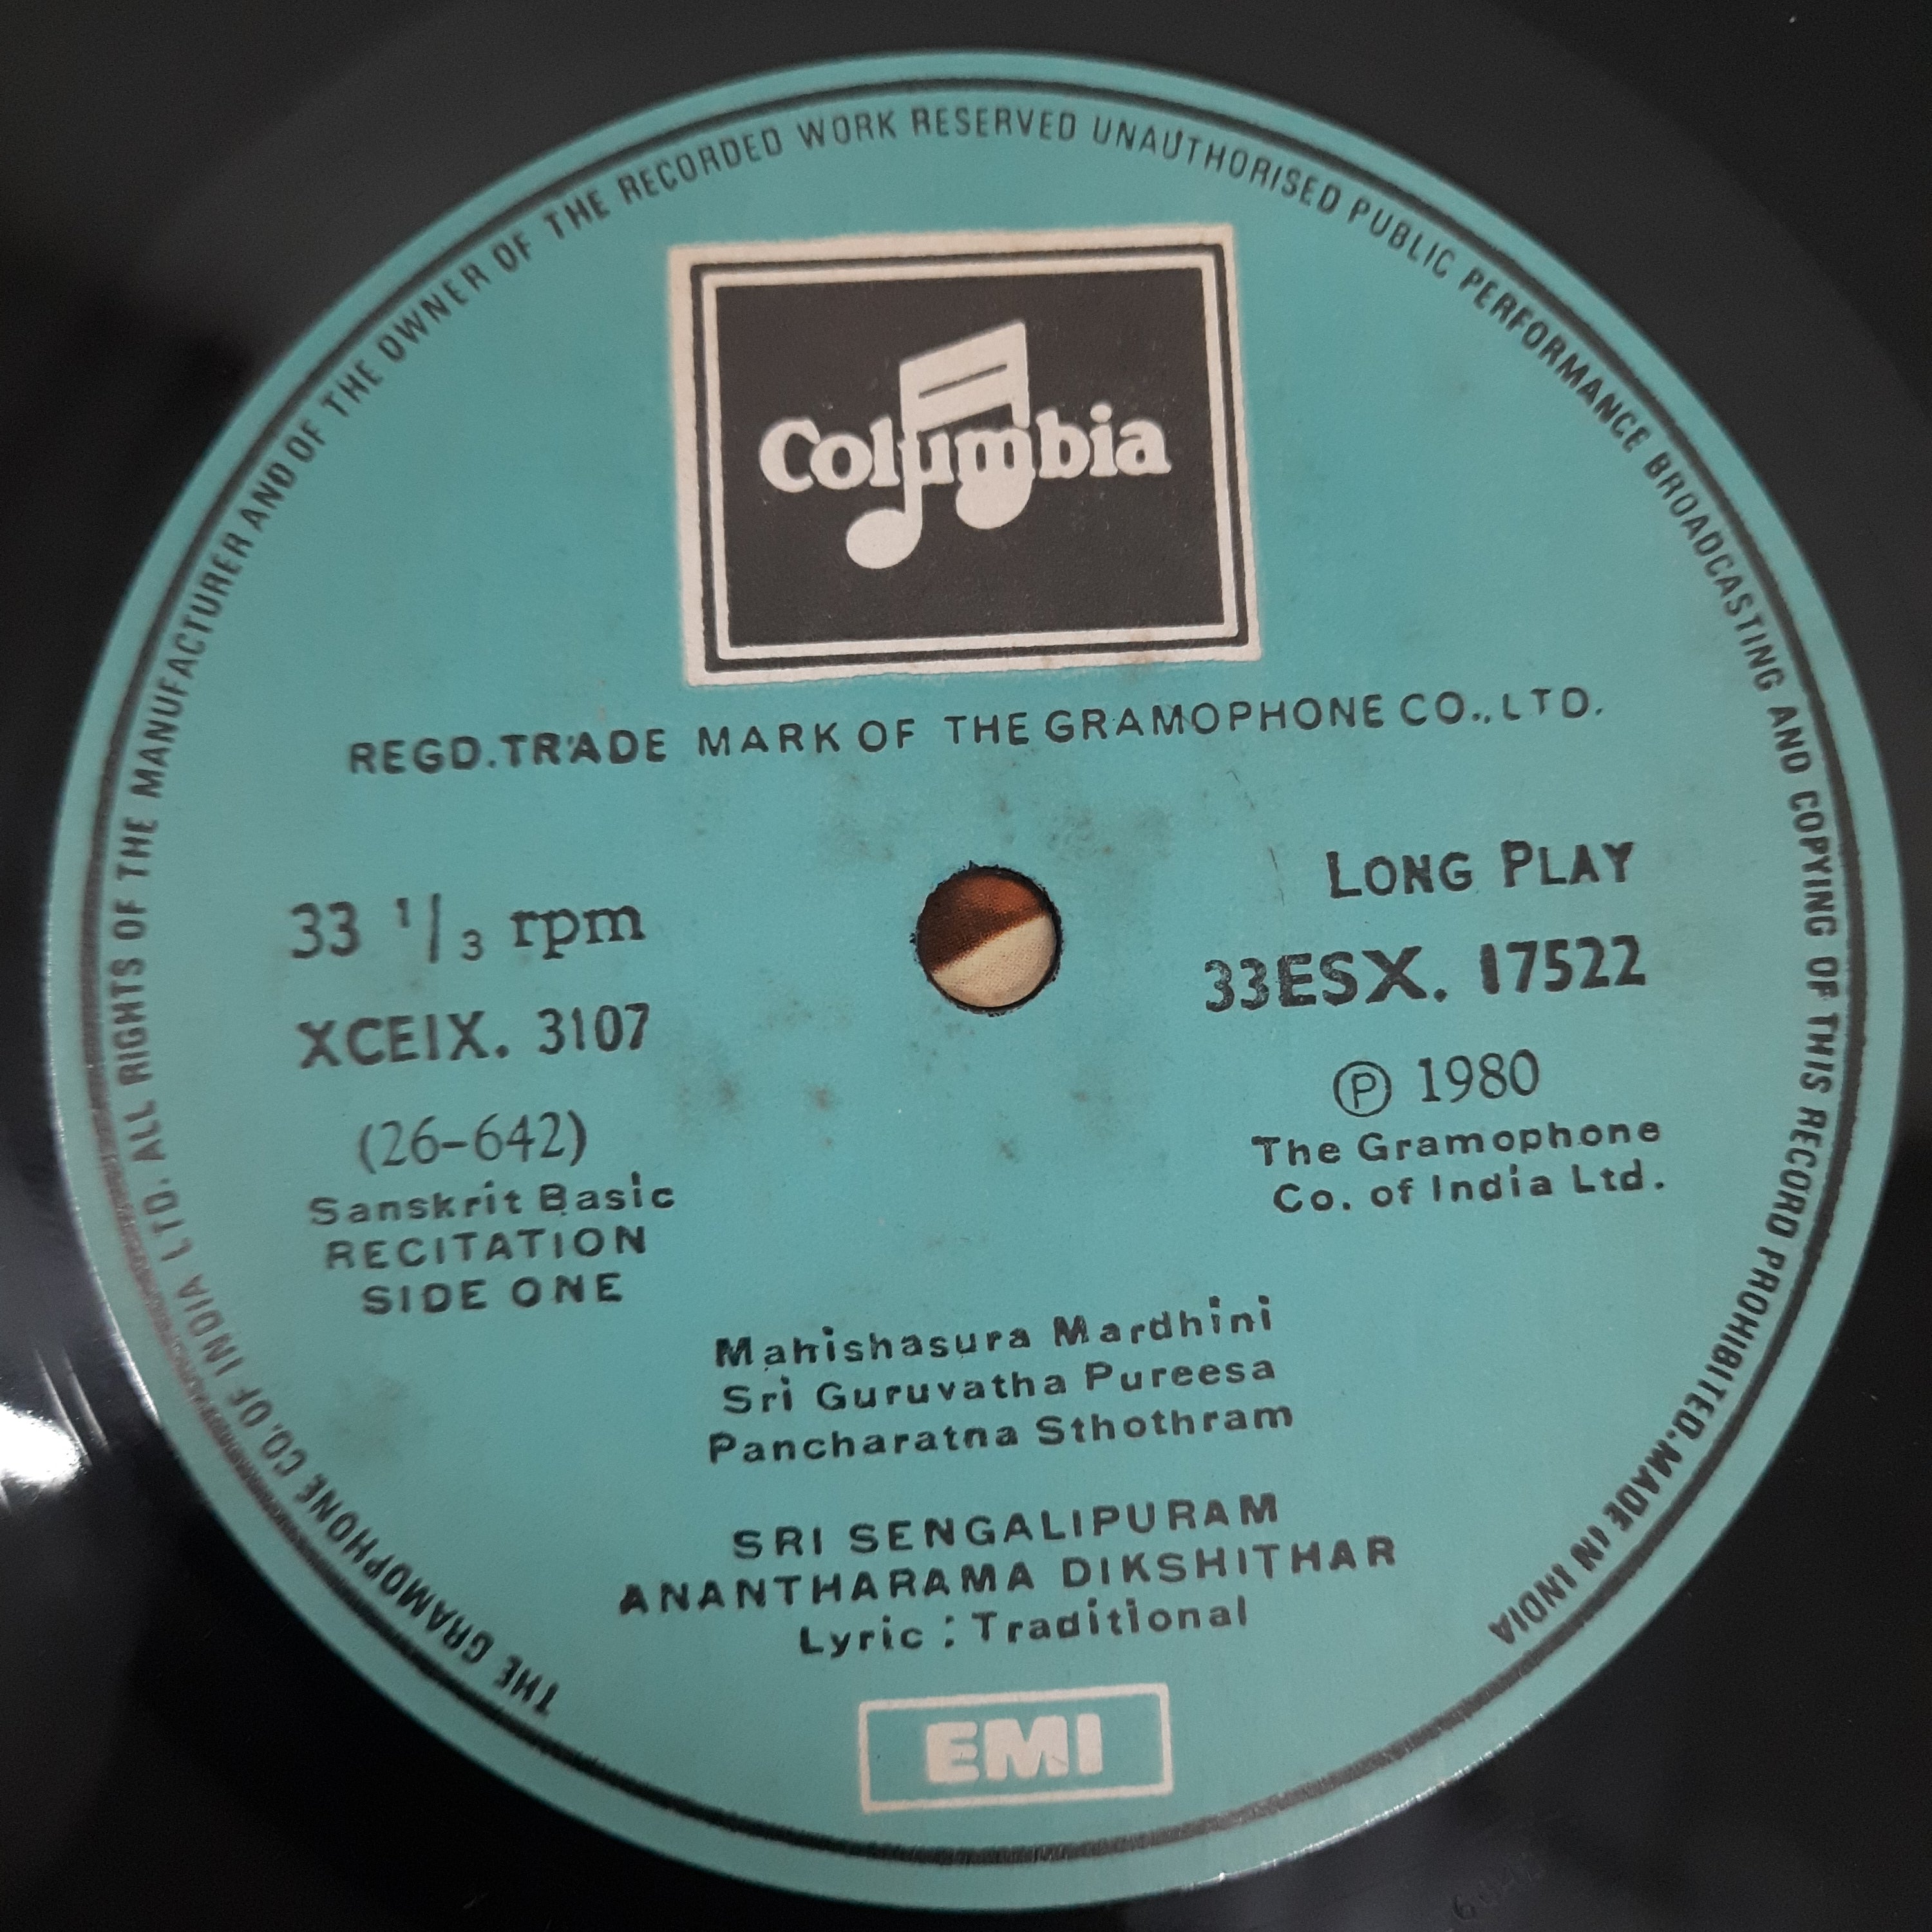 THE GRAMOPHONE CO. OF INDIA LTD. ALL RIGHTS OF THE MANUFACTURER AND OF THE OWNER OF THE RECORDED WORK RESERVED UNAUTHORISED PUBLIC PERFORMANCE BROADCASTING AND COPYING OF THIS RECORD PROHIBITED. MADE IN INDIA
Columbia
REGD. TRADE MARK OF THE GRAMOPHONE CO., LTD.
33 1/3 rpm
XCEIX. 3107
(26-642)
Sanskrit Basic
RECITATION
SIDE ONE
LONG PLAY
33ESX. 17522
Ⓟ 1980
The Gramophone
Co. of India Ltd.
Mahishasura Mardhini
Sri Guruvatha Pureesa
Pancharatna Sthothram
SRI SENGALIPURAM
ANANTHARAMA DIKSHITHAR
Lyric : Traditional
EMI